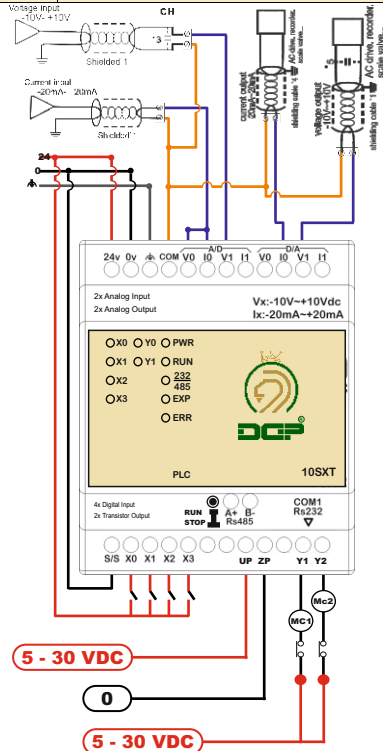 Voltage input
-10V- +10V
CH
"3
Shielded 1
Current input
-20mA- 20mA
Shielded 1
current output
20mA~20mA
shielding cable *1
AC drive, recorder,
scale valve...
voltage output
-10V~+10V
shielding cable *1
AC drive, recorder,
scale valve...
5
24
0
A/D
D/A
24v 0v COM V0 I0 V1 I1 V0 I0 V1 I1
2x Analog Input
2x Analog Output
Vx:-10V~+10Vdc
Ix:-20mA~+20mA
X0 Y0 PWR
X1 Y1 RUN
X2 232
485
X3 EXP
ERR
DGP
PLC
10SXT
4x Digital Input
2x Transistor Output
RUN
STOP
A+ B-
Rs485
COM1
Rs232
S/S X0 X1 X2 X3 UP ZP Y1 Y2
MC1
Mc2
5 - 30 VDC
0
5 - 30 VDC